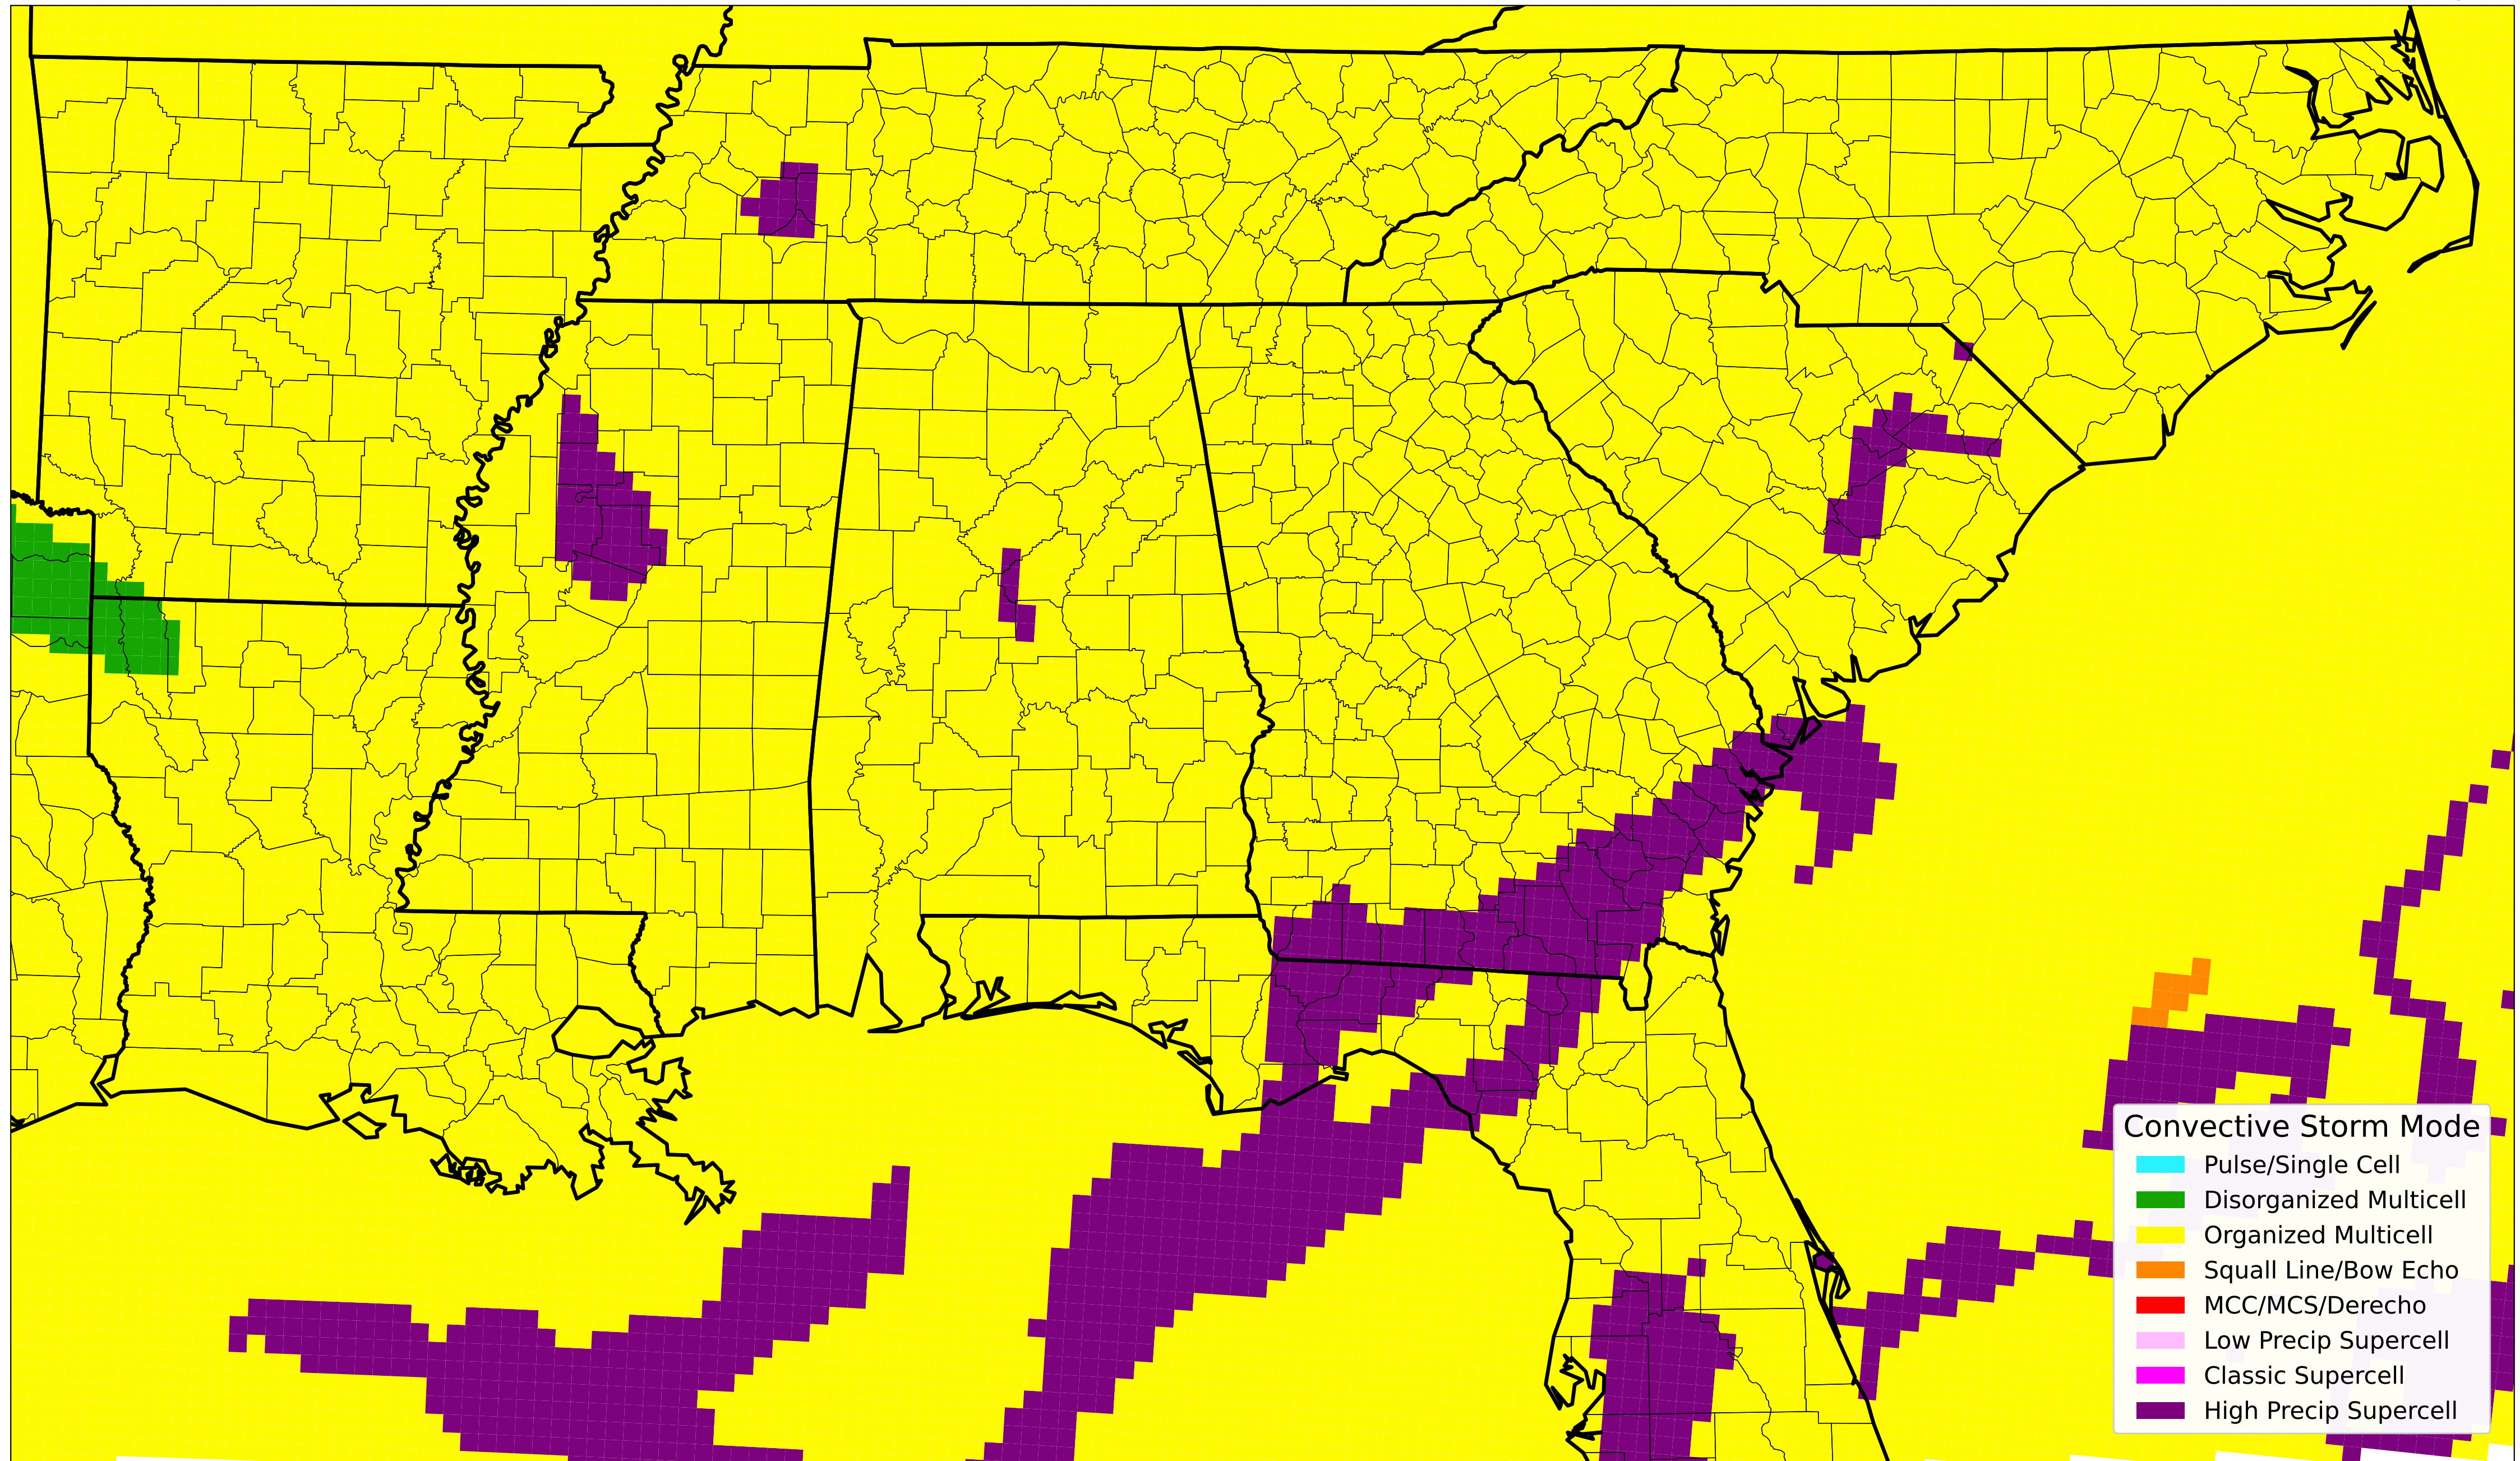 Convective Storm Mode
Pulse/Single Cell
Disorganized Multicell
Organized Multicell
Squall Line/Bow Echo
MCC/MCS/Derecho
Low Precip Supercell
Classic Supercell
High Precip Supercell